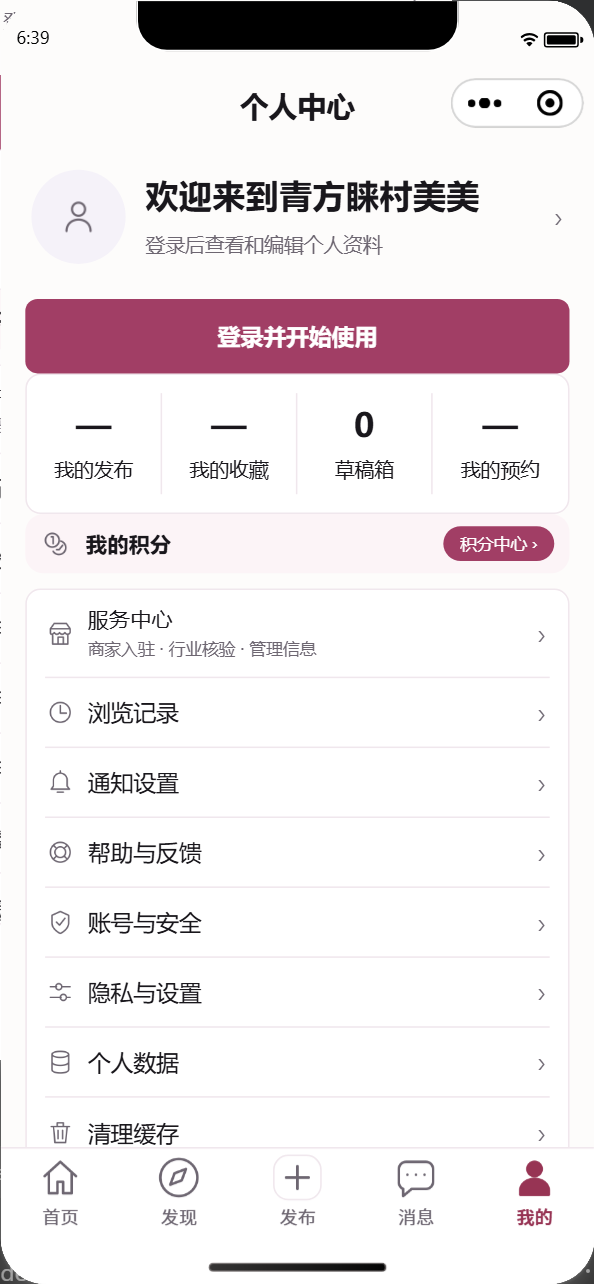 6:39
个人中心
欢迎来到青方睐村美美
登录后查看和编辑个人资料
登录并开始使用
— — 0 —
我的发布 我的收藏 草稿箱 我的预约
我的积分 积分中心 ›
服务中心
商家入驻 · 行业核验 · 管理信息
浏览记录
通知设置
帮助与反馈
账号与安全
隐私与设置
个人数据
清理缓存
首页 发现 发布 消息 我的